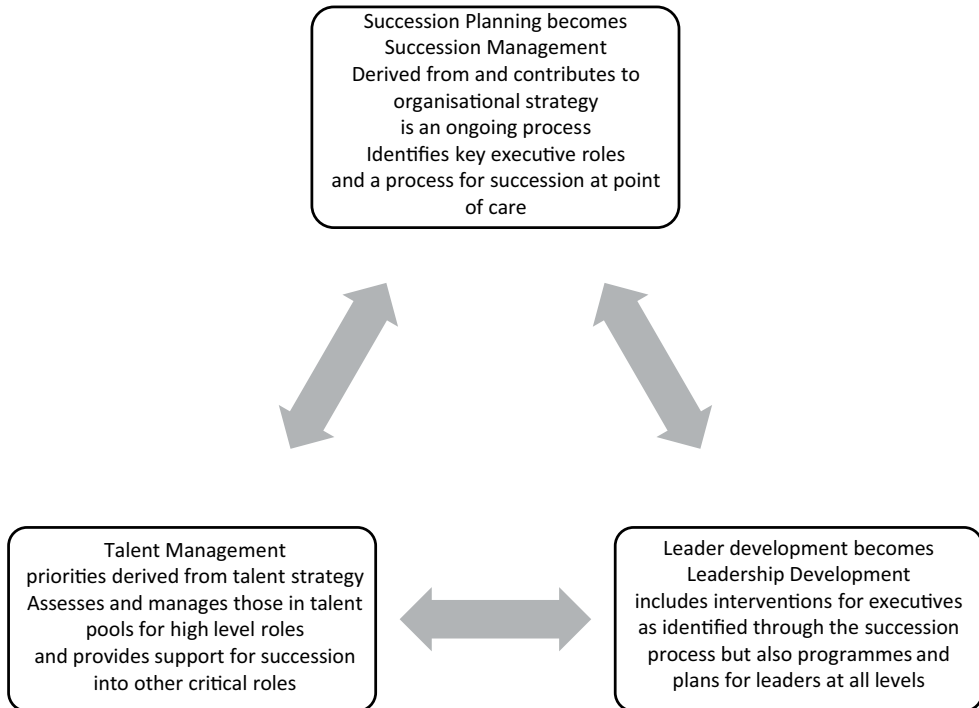 Succession Planning becomes
Succession Management
Derived from and contributes to
organisational strategy
is an ongoing process
Identifies key executive roles
and a process for succession at point
of care
Talent Management
priorities derived from talent strategy
Assesses and manages those in talent
pools for high level roles
and provides support for succession
into other critical roles
Leader development becomes
Leadership Development
includes interventions for executives
as identified through the succession
process but also programmes and
plans for leaders at all levels